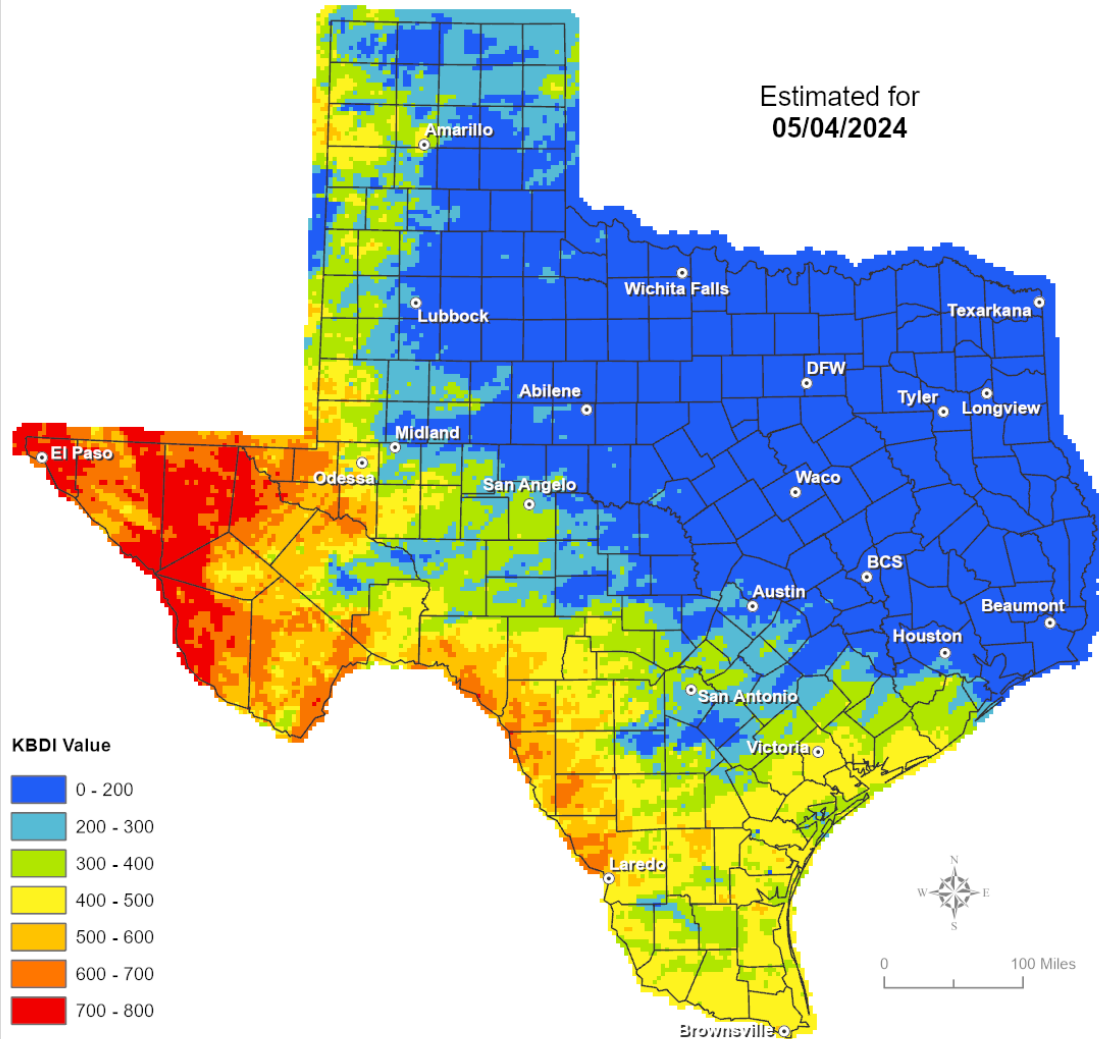 Estimated for
05/04/2024
Amarillo
Wichita Falls
Lubbock
Texarkana
DFW
Abilene
Tyler
Longview
Midland
El Paso
Odessa
San Angelo
Waco
BCS
Austin
Beaumont
Houston
San Antonio
Victoria
Laredo
Brownsville
KBDI Value
0 - 200
200 - 300
300 - 400
400 - 500
500 - 600
600 - 700
700 - 800
N
W
E
S
0
100 Miles